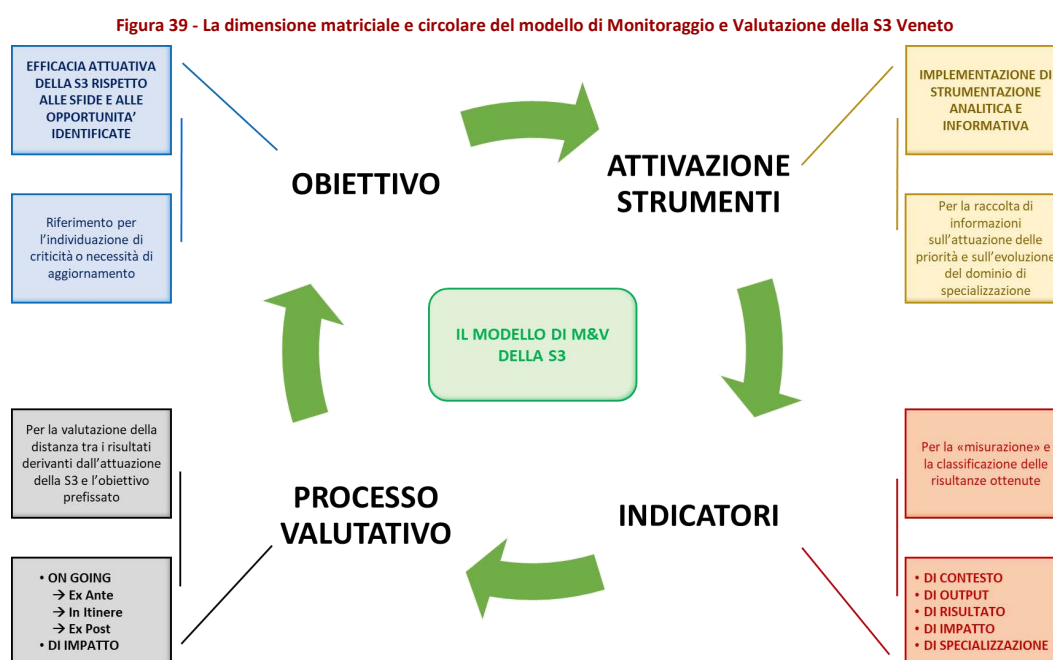 Figura 39 - La dimensione matriciale e circolare del modello di Monitoraggio e Valutazione della S3 Veneto
EFFICACIA ATTUATIVA
DELLA S3 RISPETTO
ALLE SFIDE E ALLE
OPPORTUNITA’
IDENTIFICATE
Riferimento per
l’individuazione di
criticità o necessità di
aggiornamento
OBIETTIVO
ATTIVAZIONE
STRUMENTI
IMPLEMENTAZIONE DI
STRUMENTAZIONE
ANALITICA E
INFORMATIVA
Per la raccolta di
informazioni
sull’attuazione delle
priorità e sull’evoluzione
del dominio di
specializzazione
IL MODELLO DI M&V
DELLA S3
Per la valutazione della
distanza tra i risultati
derivanti dall’attuazione
della S3 e l’obiettivo
prefissato
• ON GOING
→ Ex Ante
→ In Itinere
→ Ex Post
• DI IMPATTO
PROCESSO
VALUTATIVO
INDICATORI
Per la «misurazione» e
la classificazione delle
risultanze ottenute
• DI CONTESTO
• DI OUTPUT
• DI RISULTATO
• DI IMPATTO
• DI SPECIALIZZAZIONE